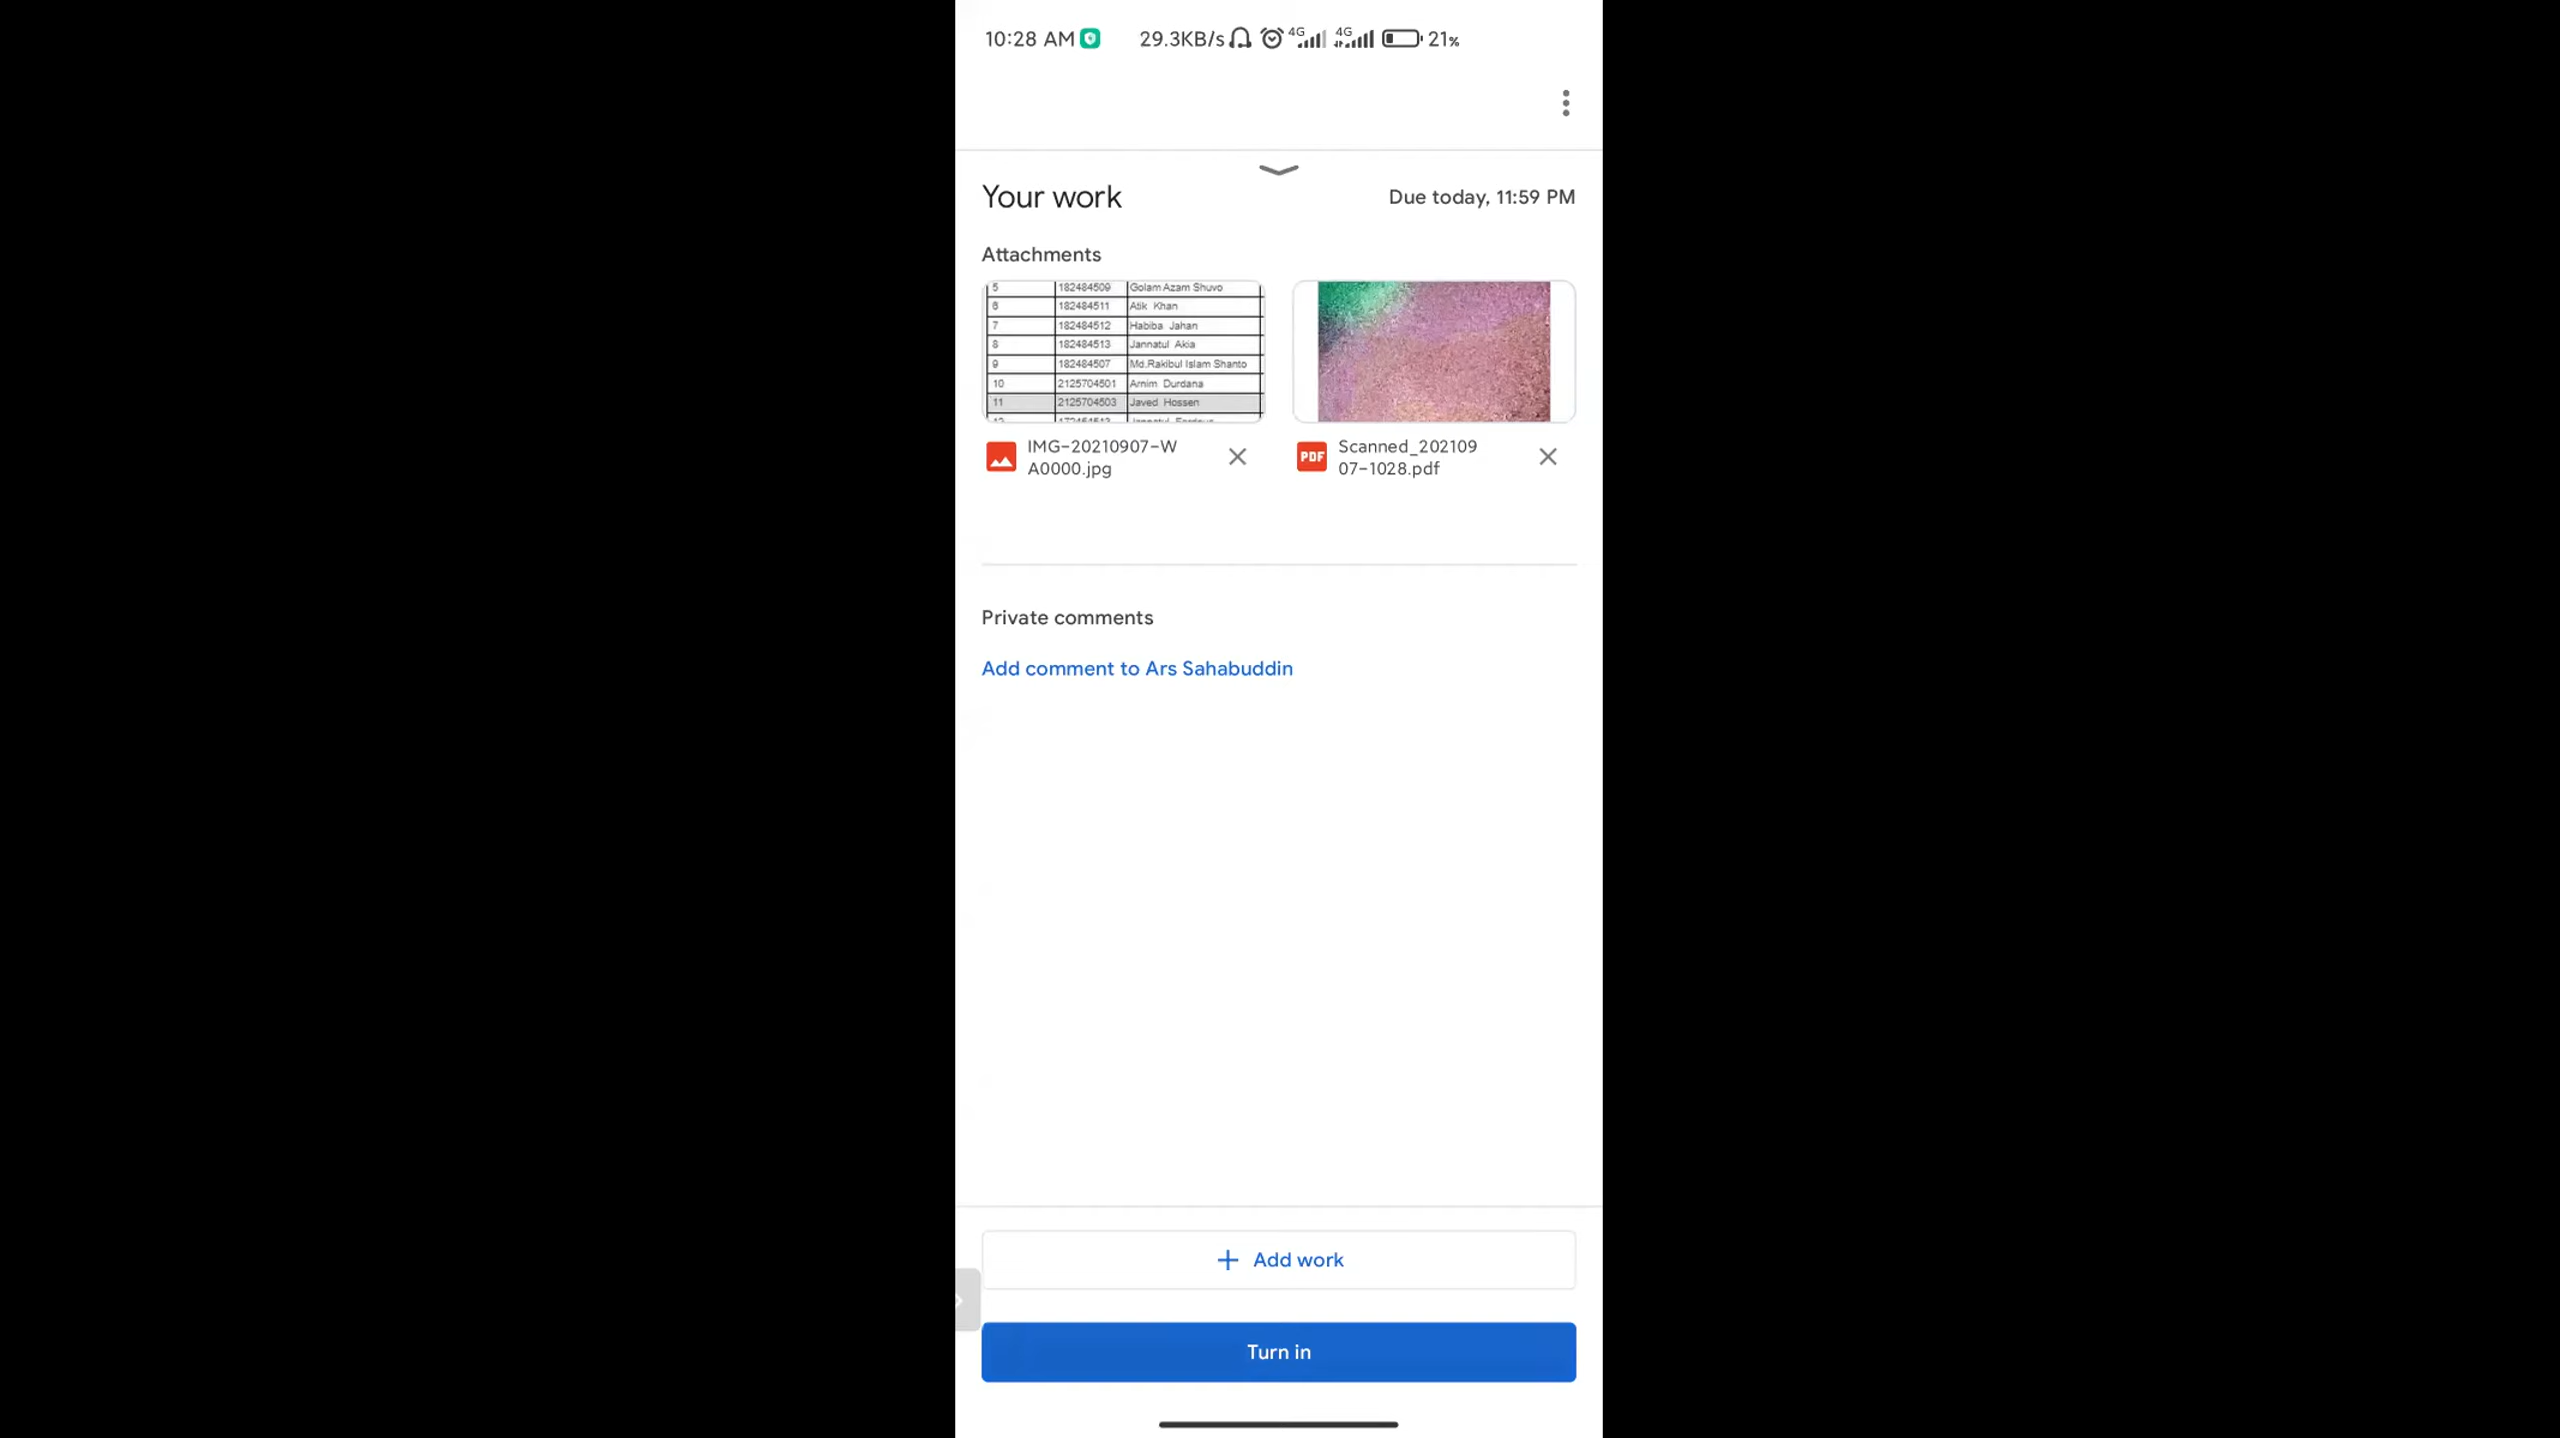 10:28 AM 29.3KB/s 4G 4G 21%
Your work Due today, 11:59 PM
Attachments
5 182484509 Golam Azam Shuvo
6 182484511 Atik Khan
7 182484512 Habiba Jahan
8 182484513 Jannatul Akia
9 182484507 Md.Rakibul Islam Shanto
10 2125704501 Arnim Durdana
11 2125704503 Javed Hossen
IMG-20210907-W
A0000.jpg
PDF Scanned_202109
07-1028.pdf
Private comments
Add comment to Ars Sahabuddin
Add work
Turn in